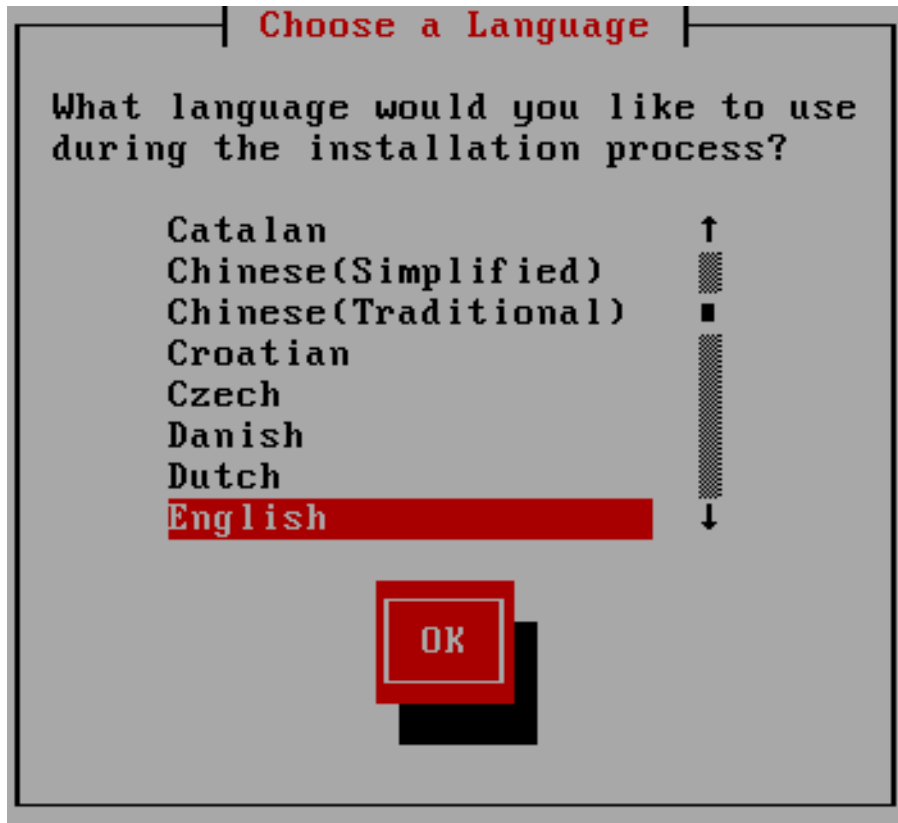 Choose a Language
What language would you like to use
during the installation process?
Catalan
Chinese(Simplified)
Chinese(Traditional)
Croatian
Czech
Danish
Dutch
English
OK